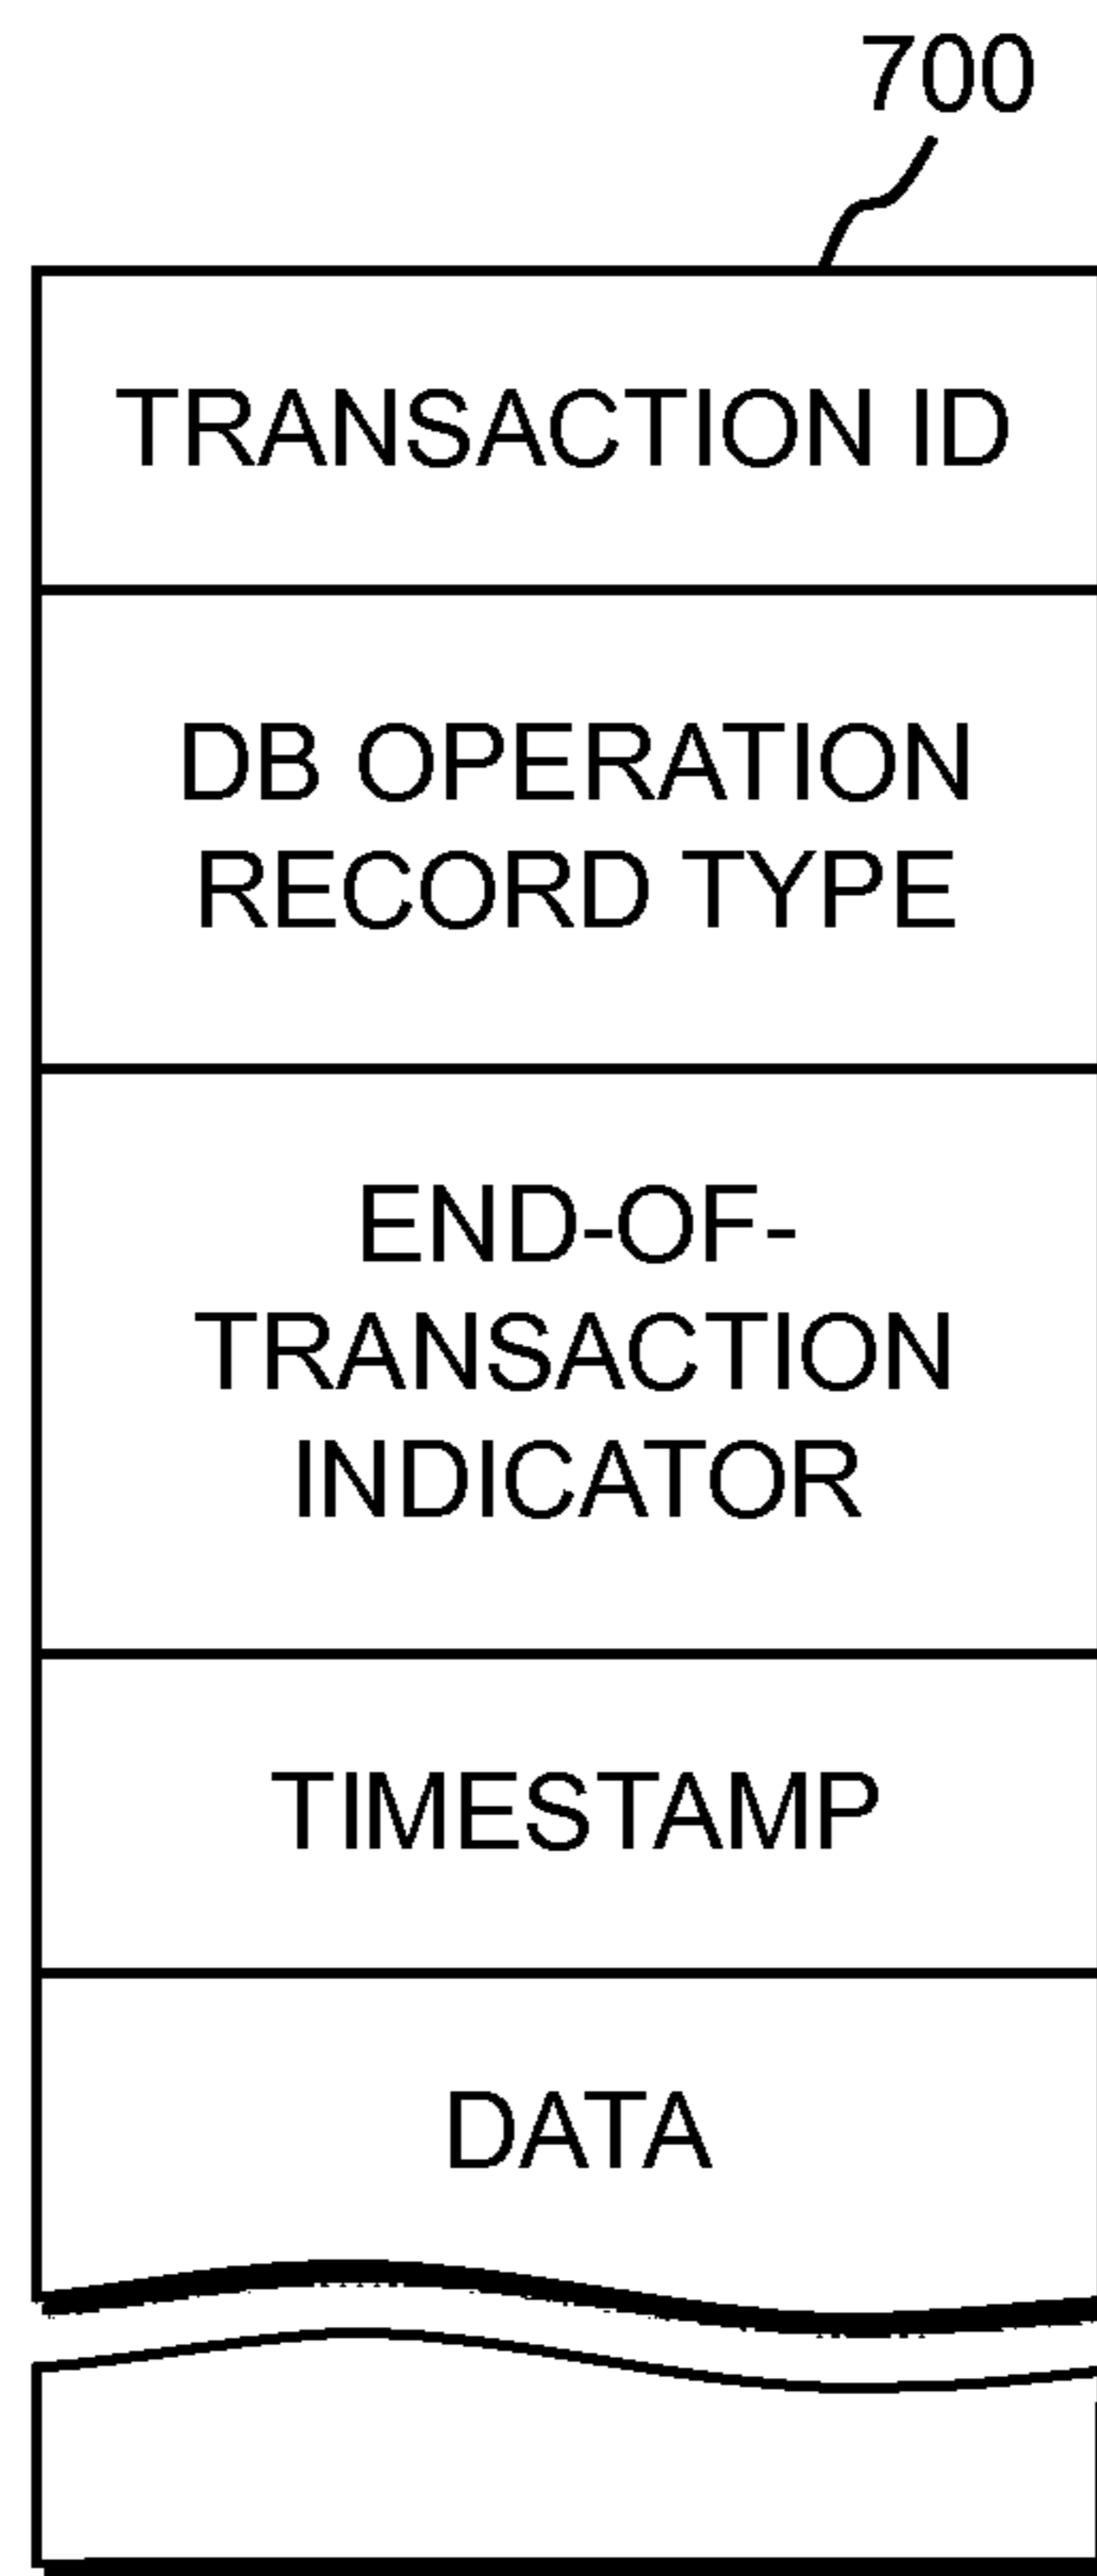 700
TRANSACTION ID
DB OPERATION
RECORD TYPE
END-OF-
TRANSACTION
INDICATOR
TIMESTAMP
DATA